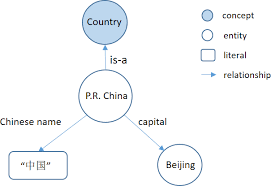 Country
is-a
P.R. China
Chinese name
capital
“中国”
Beijing
concept
entity
literal
relationship